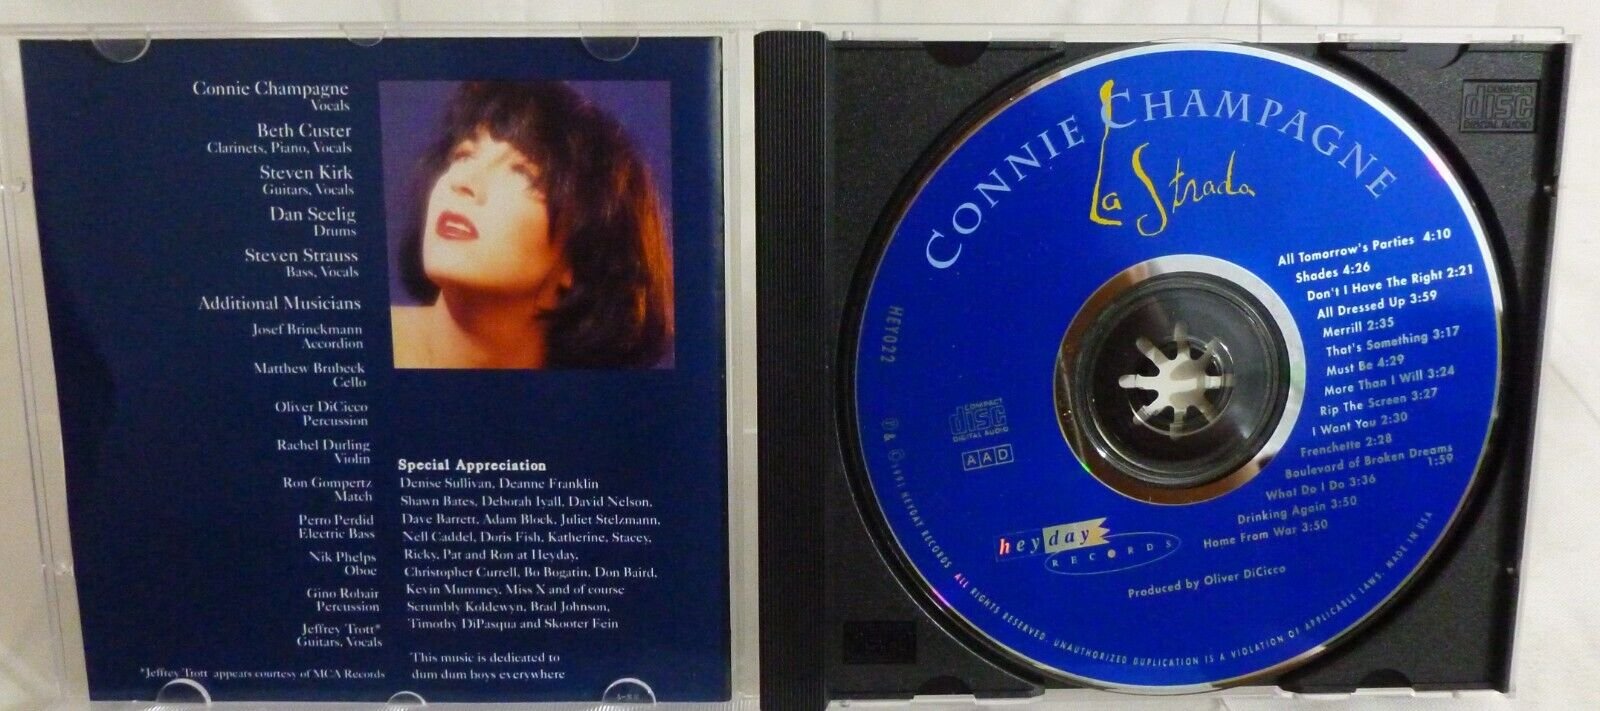 Connie Champagne
Vocals
Beth Custer
Clarinets, Piano, Vocals
Steven Kirk
Guitars, Vocals
Dan Seelig
Drums
Steven Strauss
Bass, Vocals
Additional Musicians
Josef Brinckmann
Accordion
Matthew Brubeck
Cello
Oliver DiCicco
Percussion
Rachel Durling
Violin
Ron Gompertz
Match
Perro Perdid
Electric Bass
Nik Phelps
Oboe
Gino Robair
Percussion
Jeffrey Trott*
Guitars, Vocals
*Jeffrey Trott appears courtesy of MCA Records
Special Appreciation
Denise Sullivan, Deanne Franklin
Shawn Bates, Deborah Iyall, David Nelson,
Dave Barrett, Adam Block, Juliet Stelzmann,
Nell Caddel, Doris Fish, Katherine, Stacey,
Ricky, Pat and Ron at Heyday,
Christopher Currell, Bo Bogatin, Don Baird,
Kevin Mummey, Miss X and of course
Scrumbly Koldewyn, Brad Johnson,
Timothy DiPasqua and Skooter Fein
This music is dedicated to
dum dum boys everywhere
CONNIE CHAMPAGNE
La Strada
All Tomorrow's Parties 4:10
Shades 4:26
Don't I Have The Right 2:21
All Dressed Up 3:59
Merrill 2:35
That's Something 3:17
Must Be 4:29
More Than I Will 3:24
Rip The Screen 3:27
I Want You 2:30
Frenchette 2:28
Boulevard of Broken Dreams
1:59
What Do I Do 3:36
Drinking Again 3:50
Home From War 3:50
Produced by Oliver DiCicco
HEY022
COMPACT
disc
DIGITAL AUDIO
AAD
heyday
RECORDS
℗ & © 1991 HEYDAY RECORDS ALL RIGHTS RESERVED. UNAUTHORIZED DUPLICATION IS A VIOLATION OF APPLICABLE LAWS. MADE IN USA
COMPACT
disc
DIGITAL AUDIO